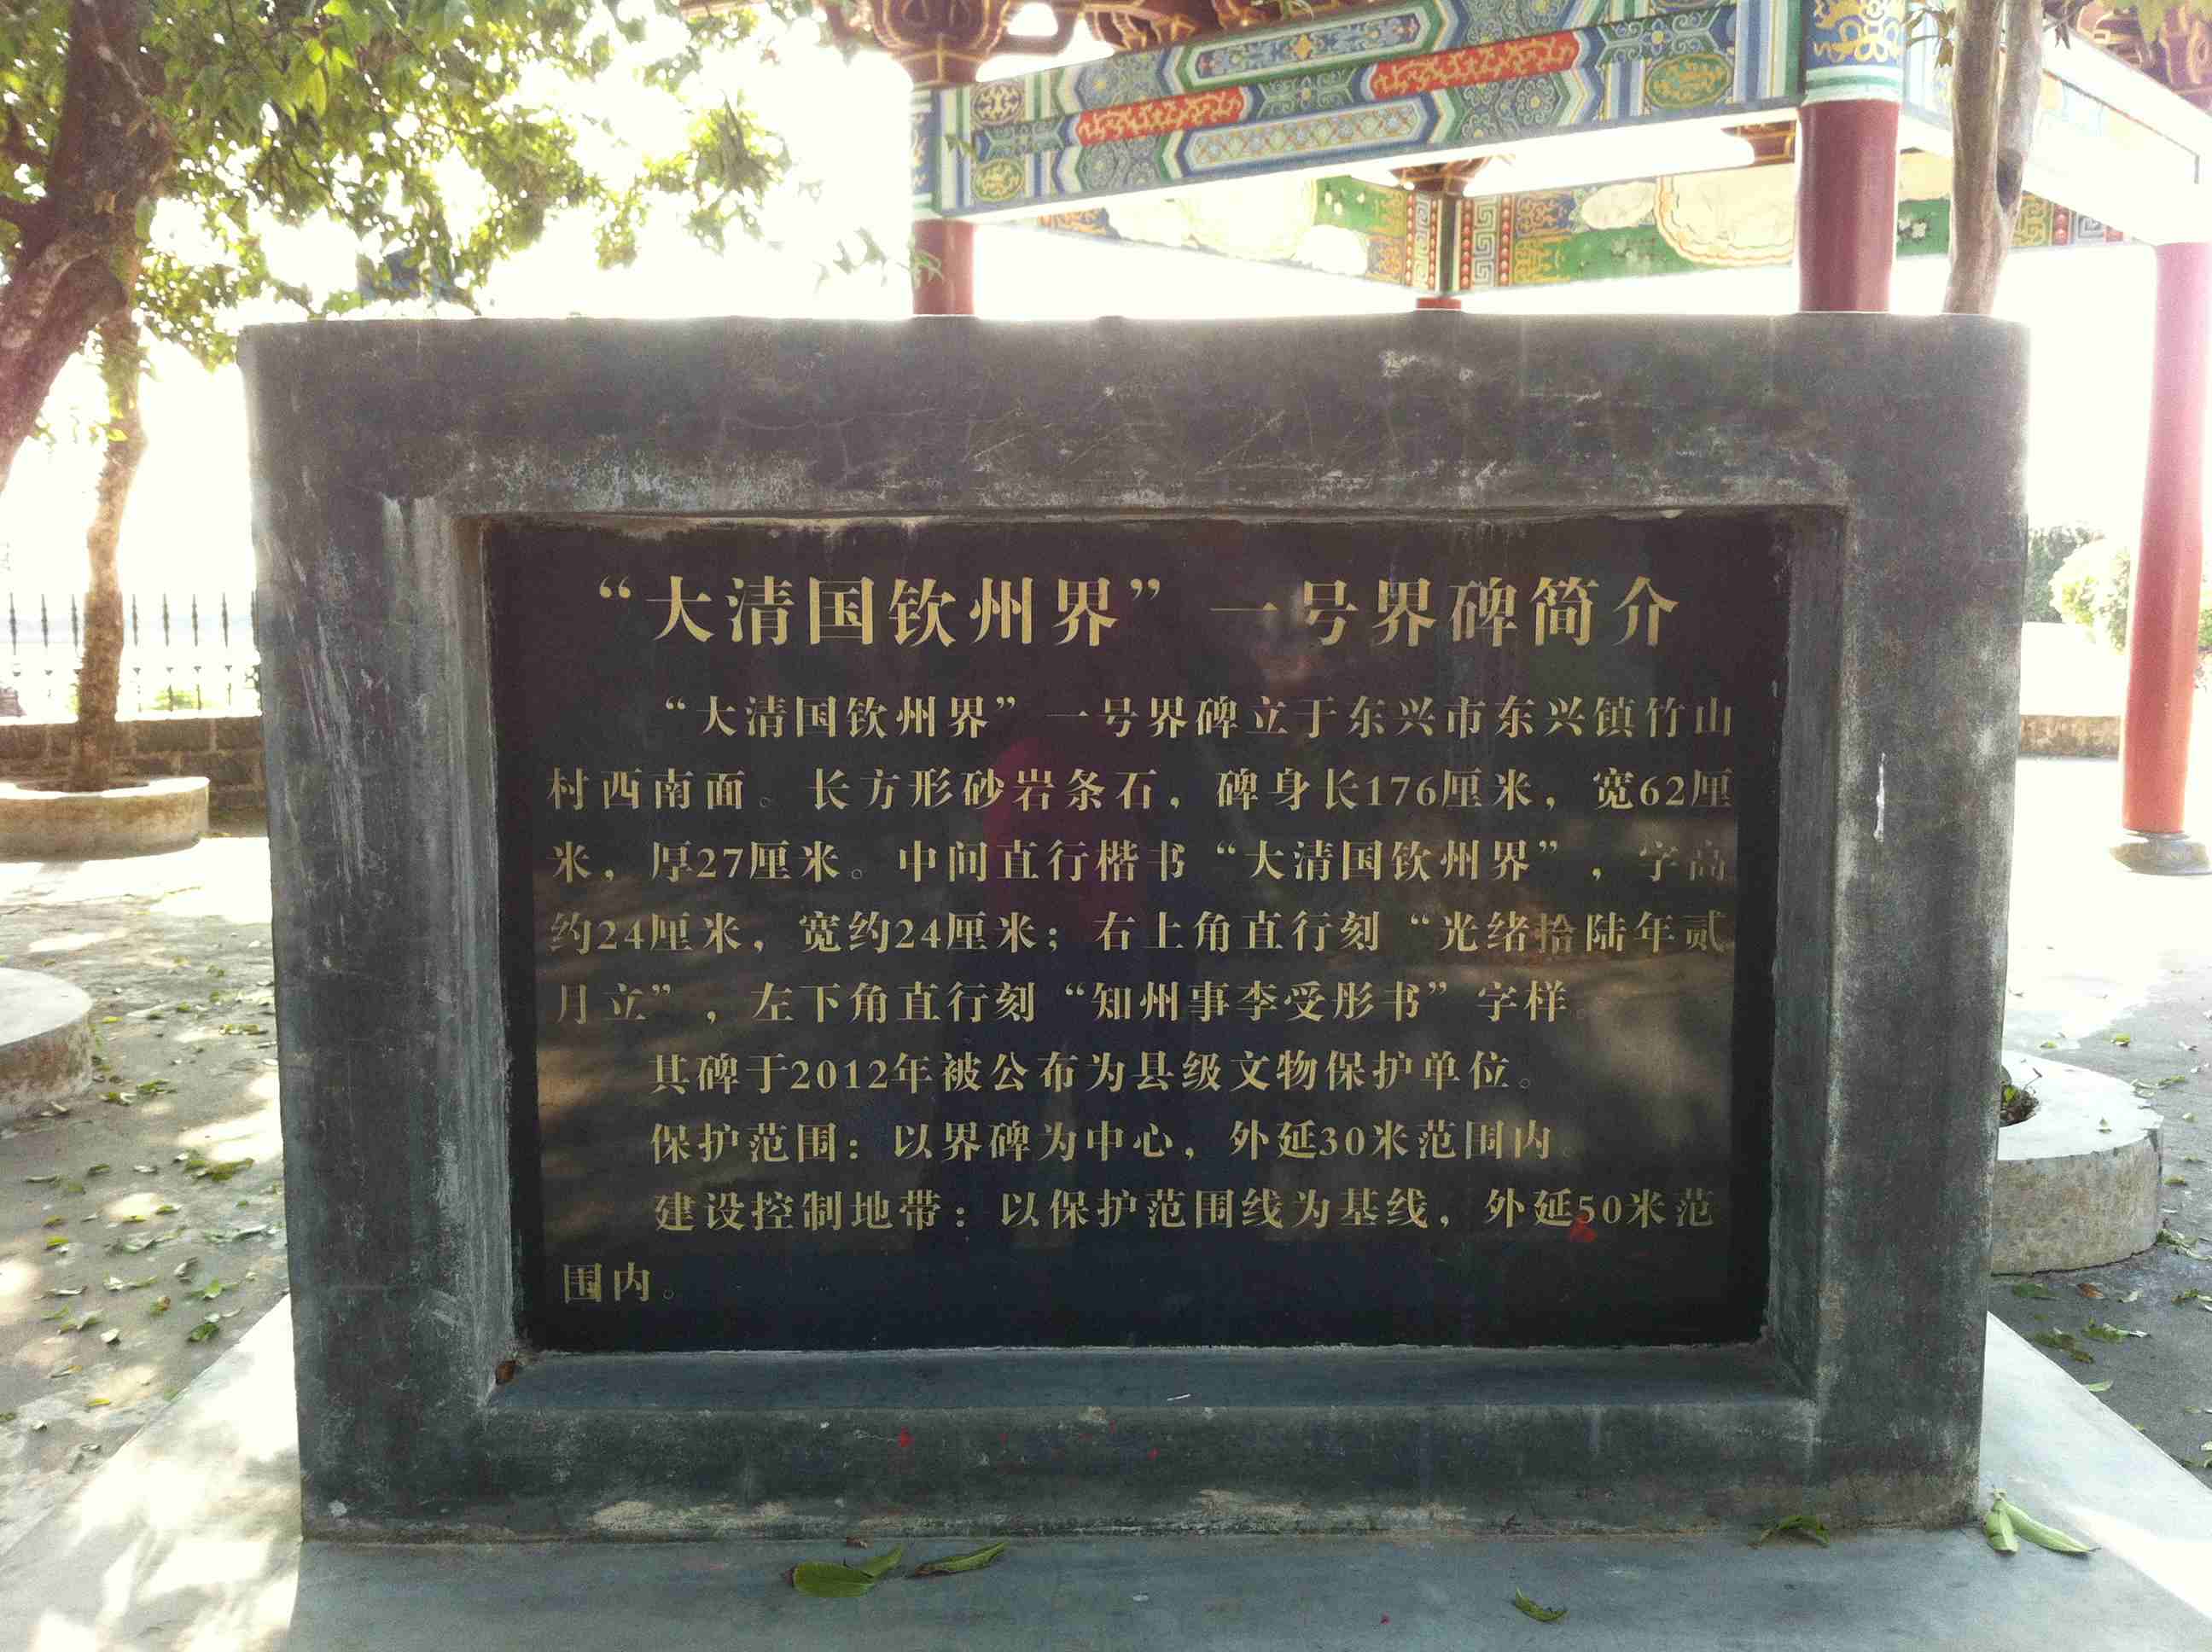 “大清国钦州界”一号界碑简介
“大清国钦州界”一号界碑立于东兴市东兴镇竹山
村西南面。长方形砂岩条石，碑身长176厘米，宽62厘
米，厚27厘米。中间直行楷书“大清国钦州界”，字高
约24厘米，宽约24厘米；右上角直行刻“光绪拾陆年贰
月立”，左下角直行刻“知州事李受彤书”字样。
其碑于2012年被公布为县级文物保护单位。
保护范围：以界碑为中心，外延30米范围内。
建设控制地带：以保护范围线为基线，外延50米范
围内。